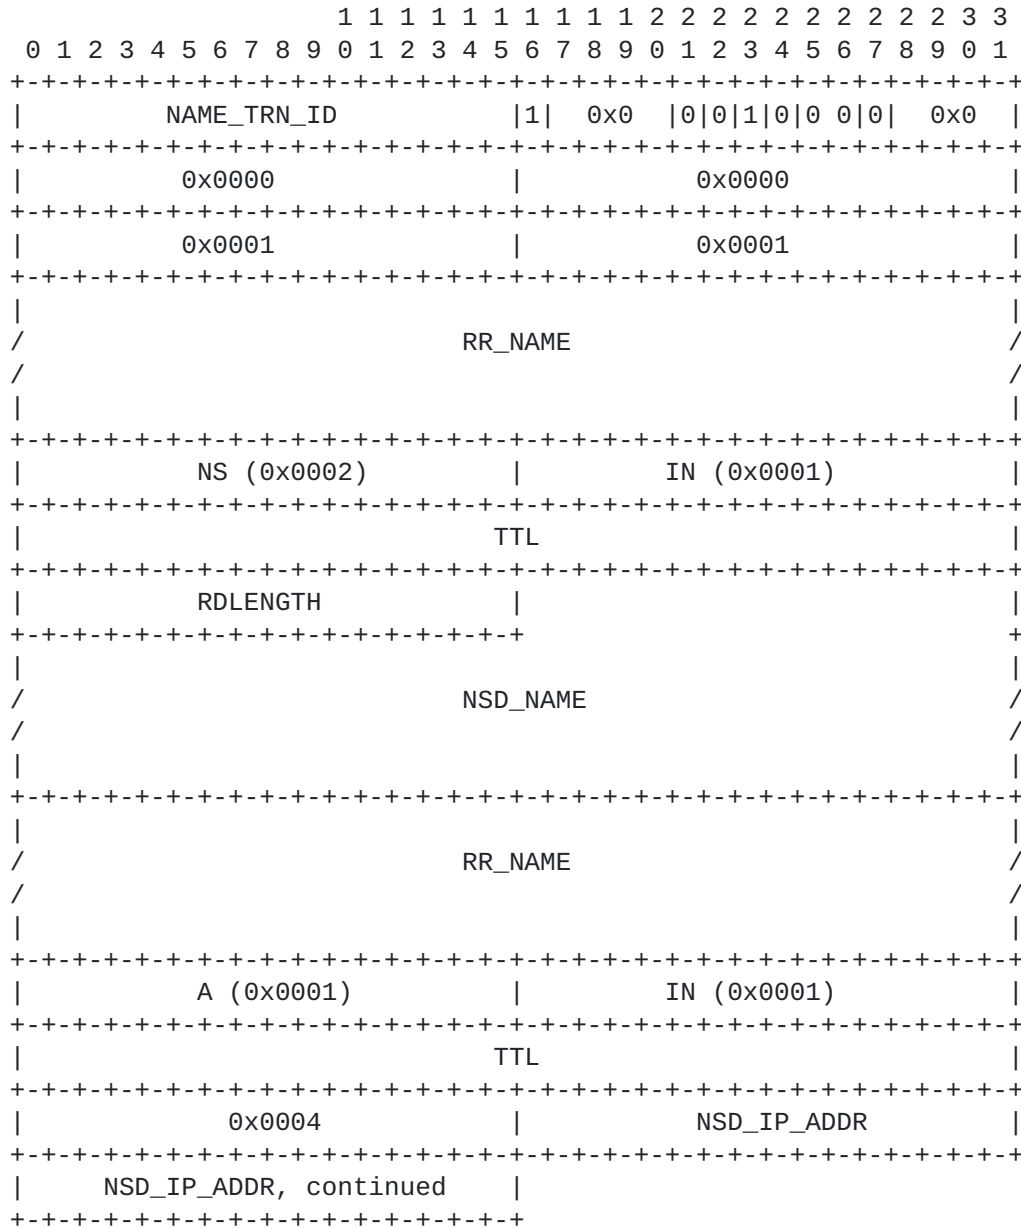 1 1 1 1 1 1 1 1 1 1 2 2 2 2 2 2 2 2 2 2 3 3
 0 1 2 3 4 5 6 7 8 9 0 1 2 3 4 5 6 7 8 9 0 1 2 3 4 5 6 7 8 9 0 1
+-+-+-+-+-+-+-+-+-+-+-+-+-+-+-+-+-+-+-+-+-+-+-+-+-+-+-+-+-+-+-+-+
|         NAME_TRN_ID           |1|  0x0  |0|0|1|0|0 0|0|  0x0  |
+-+-+-+-+-+-+-+-+-+-+-+-+-+-+-+-+-+-+-+-+-+-+-+-+-+-+-+-+-+-+-+-+
|          0x0000               |           0x0000              |
+-+-+-+-+-+-+-+-+-+-+-+-+-+-+-+-+-+-+-+-+-+-+-+-+-+-+-+-+-+-+-+-+
|          0x0001               |           0x0001              |
+-+-+-+-+-+-+-+-+-+-+-+-+-+-+-+-+-+-+-+-+-+-+-+-+-+-+-+-+-+-+-+-+
|                                                               |
/                            RR_NAME                            /
/                                                               /
|                                                               |
+-+-+-+-+-+-+-+-+-+-+-+-+-+-+-+-+-+-+-+-+-+-+-+-+-+-+-+-+-+-+-+-+
|           NS (0x0002)         |         IN (0x0001)           |
+-+-+-+-+-+-+-+-+-+-+-+-+-+-+-+-+-+-+-+-+-+-+-+-+-+-+-+-+-+-+-+-+
|                              TTL                              |
+-+-+-+-+-+-+-+-+-+-+-+-+-+-+-+-+-+-+-+-+-+-+-+-+-+-+-+-+-+-+-+-+
|           RDLENGTH            |                               |
+-+-+-+-+-+-+-+-+-+-+-+-+-+-+-+-+                               +
|                                                               |
/                            NSD_NAME                           /
/                                                               /
|                                                               |
+-+-+-+-+-+-+-+-+-+-+-+-+-+-+-+-+-+-+-+-+-+-+-+-+-+-+-+-+-+-+-+-+
|                                                               |
/                            RR_NAME                            /
/                                                               /
|                                                               |
+-+-+-+-+-+-+-+-+-+-+-+-+-+-+-+-+-+-+-+-+-+-+-+-+-+-+-+-+-+-+-+-+
|           A (0x0001)          |         IN (0x0001)           |
+-+-+-+-+-+-+-+-+-+-+-+-+-+-+-+-+-+-+-+-+-+-+-+-+-+-+-+-+-+-+-+-+
|                              TTL                              |
+-+-+-+-+-+-+-+-+-+-+-+-+-+-+-+-+-+-+-+-+-+-+-+-+-+-+-+-+-+-+-+-+
|             0x0004            |           NSD_IP_ADDR         |
+-+-+-+-+-+-+-+-+-+-+-+-+-+-+-+-+-+-+-+-+-+-+-+-+-+-+-+-+-+-+-+-+
|     NSD_IP_ADDR, continued    |
+-+-+-+-+-+-+-+-+-+-+-+-+-+-+-+-+